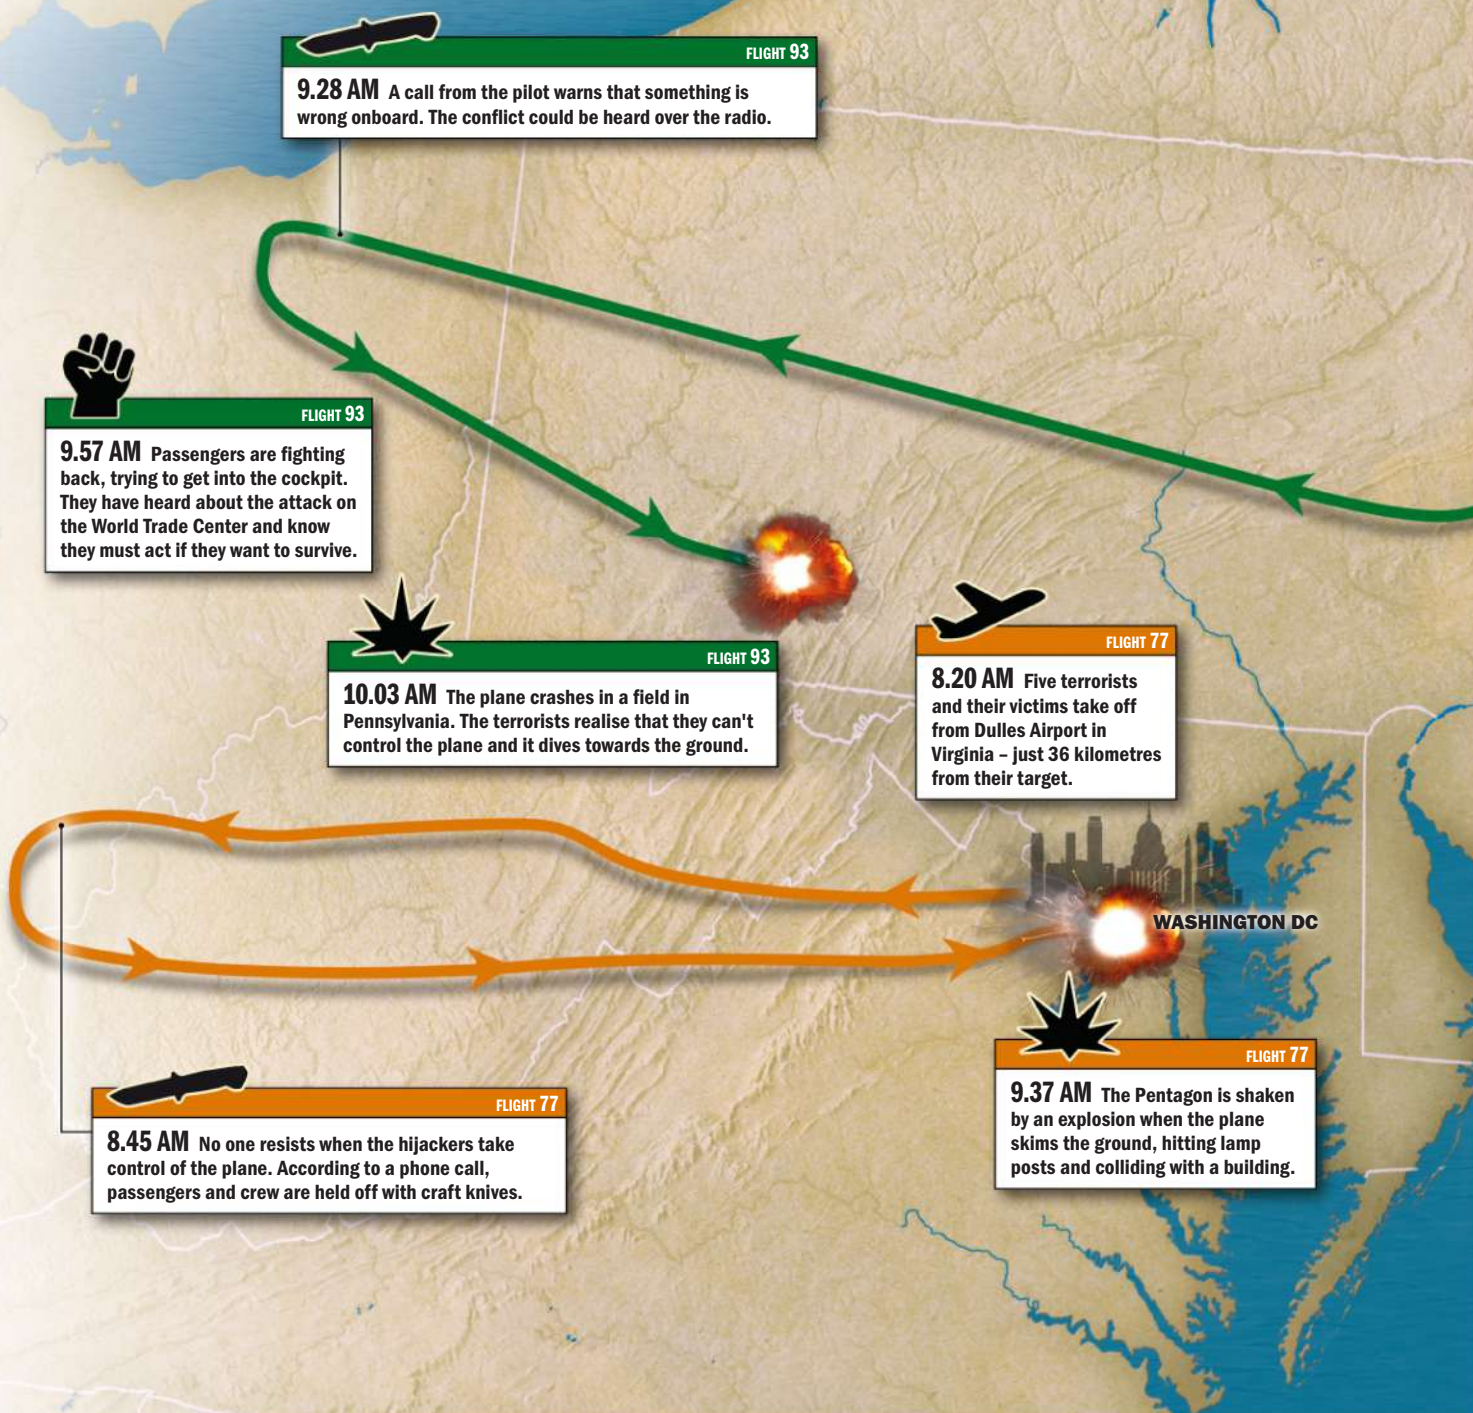 FLIGHT 93
9.28 AM A call from the pilot warns that something is
wrong onboard. The conflict could be heard over the radio.
FLIGHT 93
9.57 AM Passengers are fighting
back, trying to get into the cockpit.
They have heard about the attack on
the World Trade Center and know
they must act if they want to survive.
FLIGHT 93
10.03 AM The plane crashes in a field in
Pennsylvania. The terrorists realise that they can't
control the plane and it dives towards the ground.
FLIGHT 77
8.20 AM Five terrorists
and their victims take off
from Dulles Airport in
Virginia – just 36 kilometres
from their target.
WASHINGTON DC
FLIGHT 77
8.45 AM No one resists when the hijackers take
control of the plane. According to a phone call,
passengers and crew are held off with craft knives.
FLIGHT 77
9.37 AM The Pentagon is shaken
by an explosion when the plane
skims the ground, hitting lamp
posts and colliding with a building.